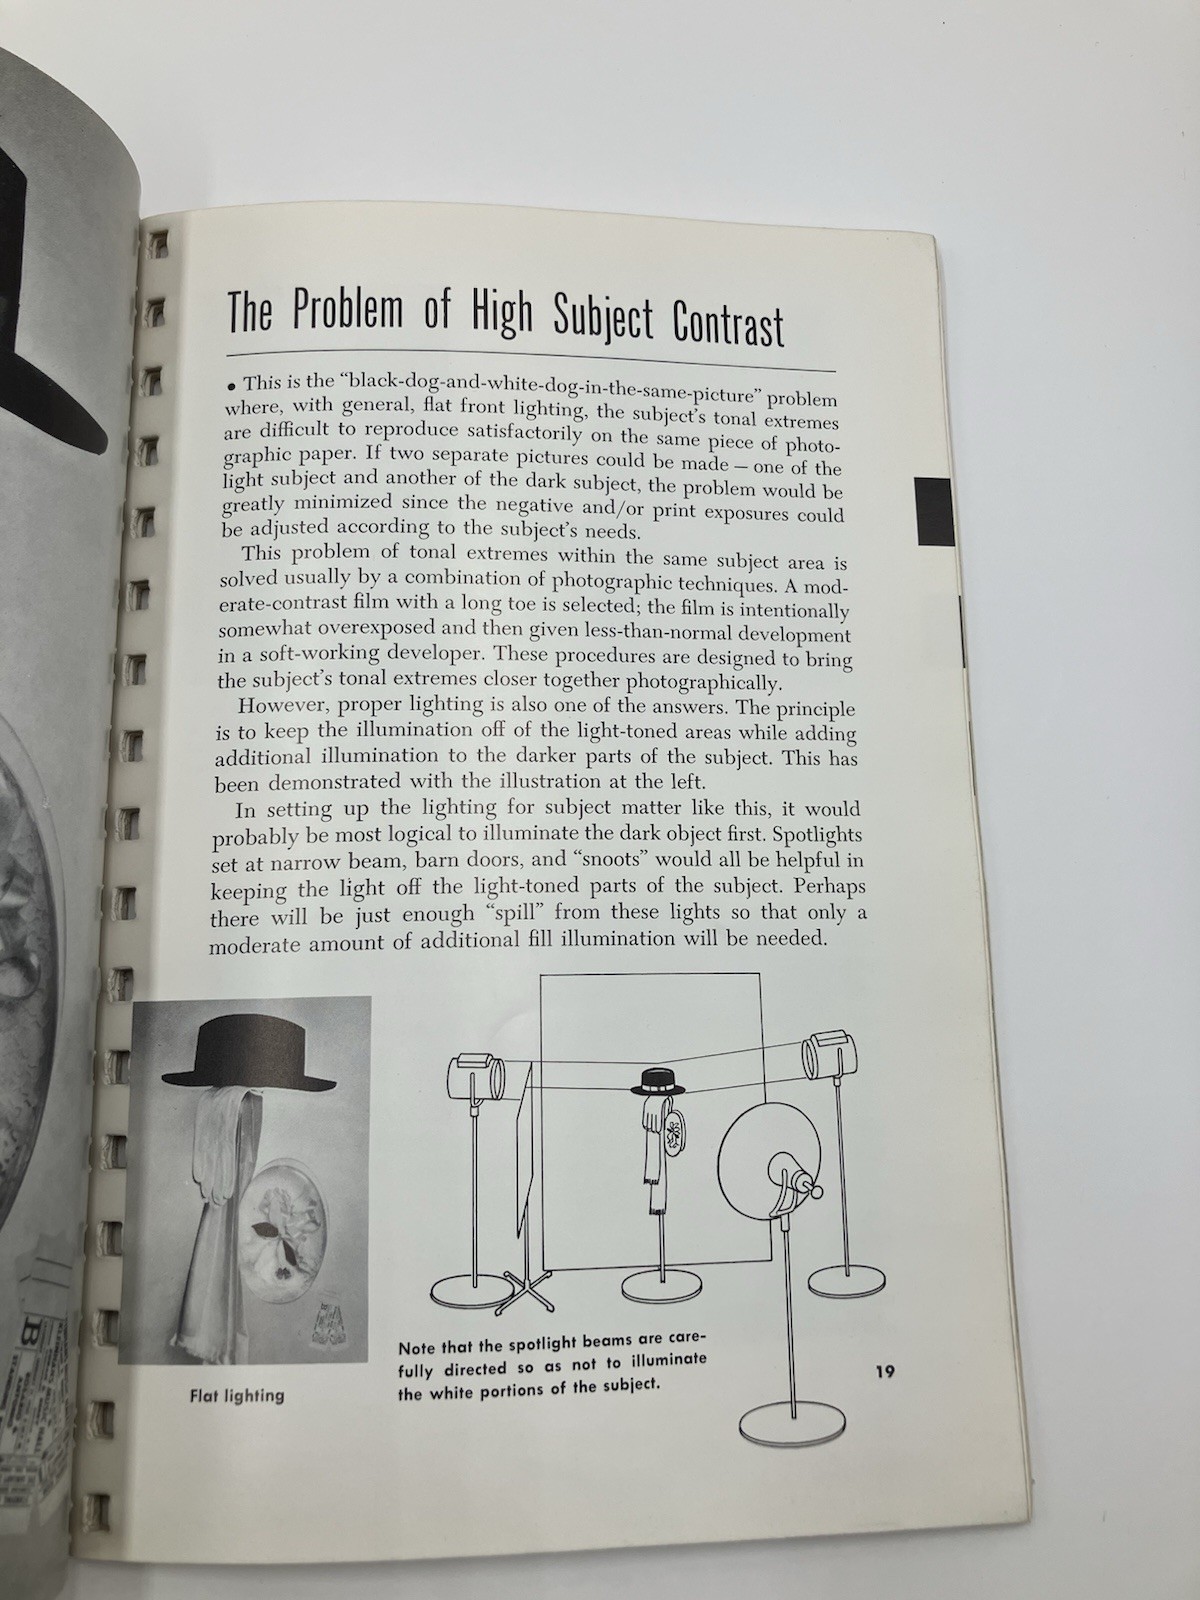 The Problem of High Subject Contrast
• This is the “black-dog-and-white-dog-in-the-same-picture” problem
where, with general, flat front lighting, the subject’s tonal extremes
are difficult to reproduce satisfactorily on the same piece of photo-
graphic paper. If two separate pictures could be made – one of the
light subject and another of the dark subject, the problem would be
greatly minimized since the negative and/or print exposures could
be adjusted according to the subject’s needs.
This problem of tonal extremes within the same subject area is
solved usually by a combination of photographic techniques. A mod-
erate-contrast film with a long toe is selected; the film is intentionally
somewhat overexposed and then given less-than-normal development
in a soft-working developer. These procedures are designed to bring
the subject’s tonal extremes closer together photographically.
However, proper lighting is also one of the answers. The principle
is to keep the illumination off of the light-toned areas while adding
additional illumination to the darker parts of the subject. This has
been demonstrated with the illustration at the left.
In setting up the lighting for subject matter like this, it would
probably be most logical to illuminate the dark object first. Spotlights
set at narrow beam, barn doors, and “snoots” would all be helpful in
keeping the light off the light-toned parts of the subject. Perhaps
there will be just enough “spill” from these lights so that only a
moderate amount of additional fill illumination will be needed.
Flat lighting
Note that the spotlight beams are care-
fully directed so as not to illuminate
the white portions of the subject.
19
B